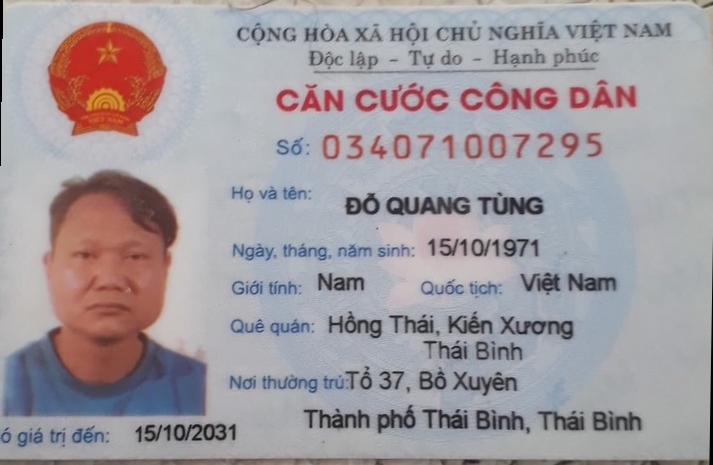 CỘNG HÒA XÃ HỘI CHỦ NGHĨA VIỆT NAM
Độc lập - Tự do - Hạnh phúc
CĂN CƯỚC CÔNG DÂN
Số: 034071007295
Họ và tên: ĐỖ QUANG TÙNG
Ngày, tháng, năm sinh: 15/10/1971
Giới tính: Nam Quốc tịch: Việt Nam
Quê quán: Hồng Thái, Kiến Xương
Thái Bình
Nơi thường trú: Tổ 37, Bồ Xuyên
Thành phố Thái Bình, Thái Bình
ó giá trị đến: 15/10/2031